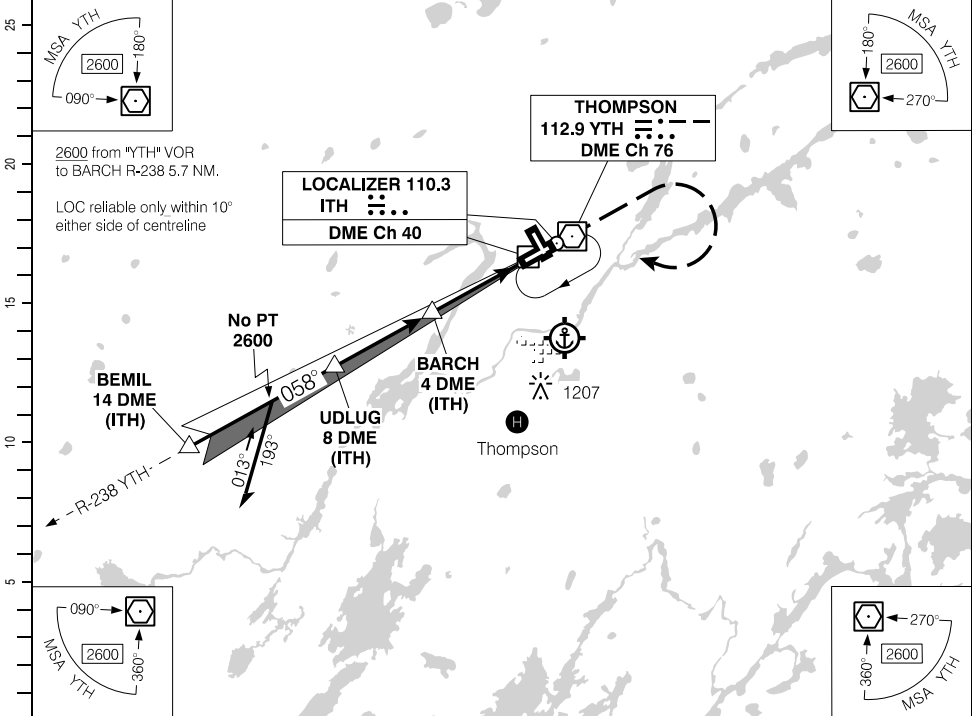 25
20
15
10
5
MSA YTH
2600
180°
090°
MSA YTH
2600
180°
270°
2600 from "YTH" VOR
to BARCH R-238 5.7 NM.
LOC reliable only within 10°
either side of centreline
THOMPSON
112.9 YTH
DME Ch 76
LOCALIZER 110.3
ITH
DME Ch 40
No PT
2600
BEMIL
14 DME
(ITH)
058°
UDLUG
8 DME
(ITH)
BARCH
4 DME
(ITH)
1207
H
Thompson
013°
193°
R-238 YTH
090°
2600
360°
MSA YTH
270°
2600
360°
MSA YTH